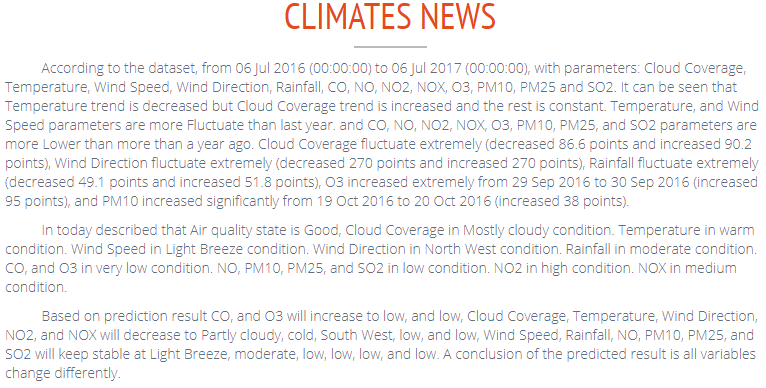 CLIMATES NEWS
According to the dataset, from 06 Jul 2016 (00:00:00) to 06 Jul 2017 (00:00:00), with parameters: Cloud Coverage,
Temperature, Wind Speed, Wind Direction, Rainfall, CO, NO, NO2, NOX, O3, PM10, PM25 and SO2. It can be seen that
Temperature trend is decreased but Cloud Coverage trend is increased and the rest is constant. Temperature, and Wind
Speed parameters are more Fluctuate than last year. and CO, NO, NO2, NOX, O3, PM10, PM25, and SO2 parameters are
more Lower than more than a year ago. Cloud Coverage fluctuate extremely (decreased 86.6 points and increased 90.2
points), Wind Direction fluctuate extremely (decreased 270 points and increased 270 points), Rainfall fluctuate extremely
(decreased 49.1 points and increased 51.8 points), O3 increased extremely from 29 Sep 2016 to 30 Sep 2016 (increased
95 points), and PM10 increased significantly from 19 Oct 2016 to 20 Oct 2016 (increased 38 points).
In today described that Air quality state is Good, Cloud Coverage in Mostly cloudy condition. Temperature in warm
condition. Wind Speed in Light Breeze condition. Wind Direction in North West condition. Rainfall in moderate condition.
CO, and O3 in very low condition. NO, PM10, PM25, and SO2 in low condition. NO2 in high condition. NOX in medium
condition.
Based on prediction result CO, and O3 will increase to low, and low, Cloud Coverage, Temperature, Wind Direction,
NO2, and NOX will decrease to Partly cloudy, cold, South West, low, and low, Wind Speed, Rainfall, NO, PM10, PM25, and
SO2 will keep stable at Light Breeze, moderate, low, low, low, and low. A conclusion of the predicted result is all variables
change differently.